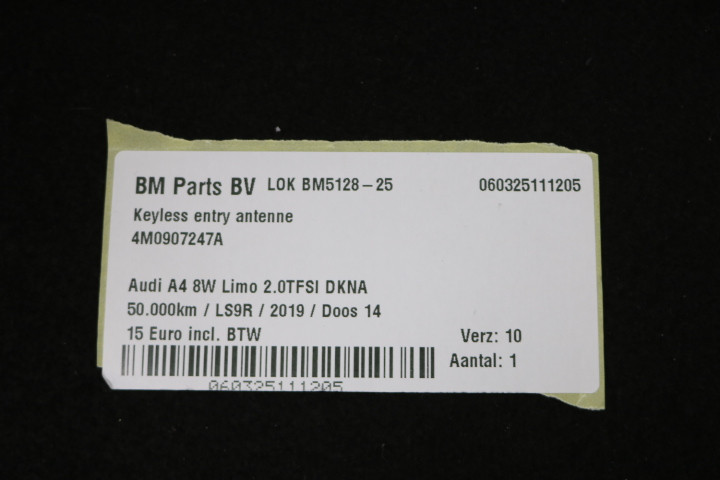 BM Parts BV LOK BM5128-25 060325111205
Keyless entry antenne
4M0907247A
Audi A4 8W Limo 2.0TFSI DKNA
50.000km / LS9R / 2019 / Doos 14
15 Euro incl. BTW Verz: 10
Aantal: 1
060325111205